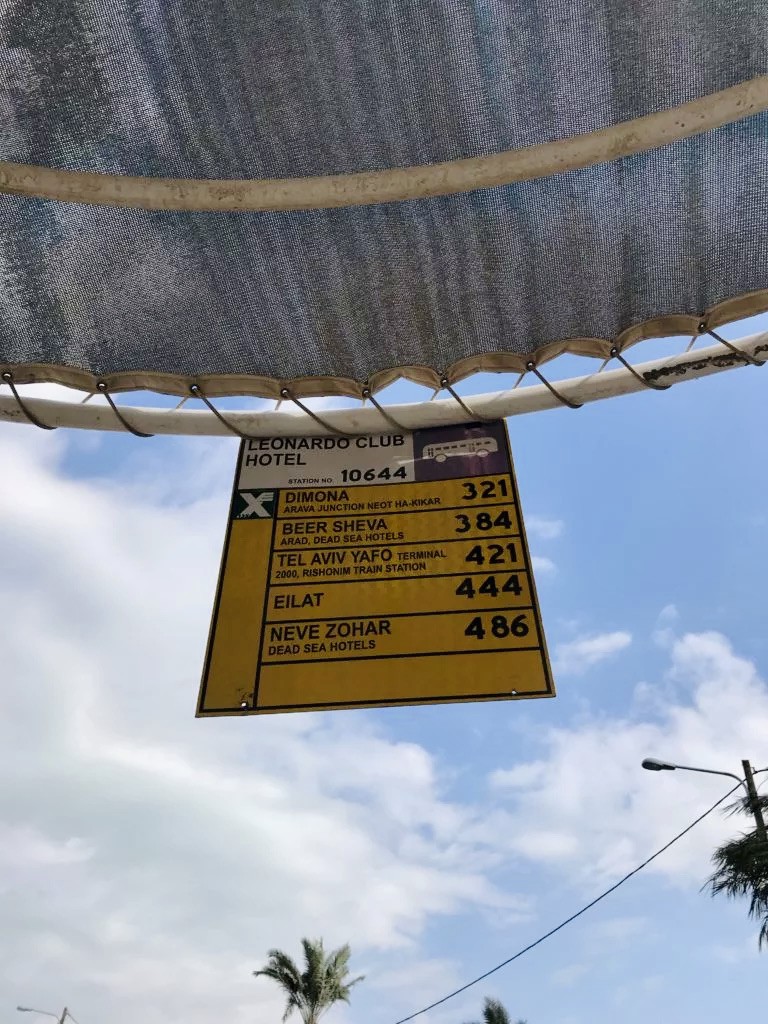 LEONARDO CLUB
HOTEL
STATION NO. 10644
DIMONA 321
ARAVA JUNCTION NEOT HA-KIKAR
BEER SHEVA 384
ARAD, DEAD SEA HOTELS
TEL AVIV YAFO TERMINAL 421
2000, RISHONIM TRAIN STATION
EILAT 444
NEVE ZOHAR 486
DEAD SEA HOTELS